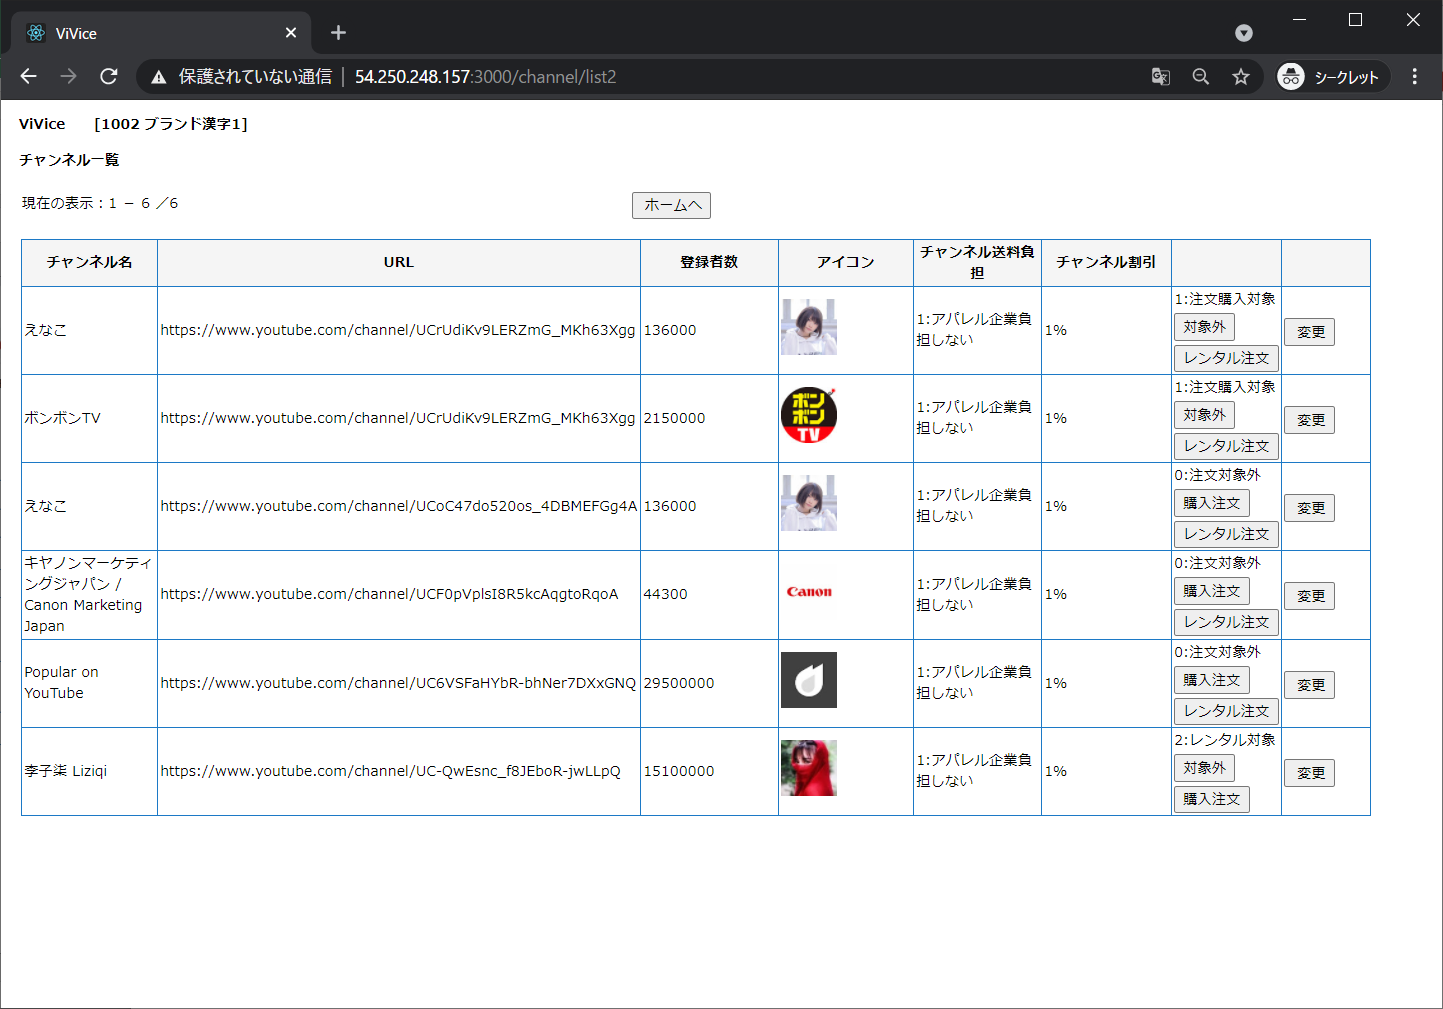 ViVice
保護されていない通信 | 54.250.248.157:3000/channel/list2 シークレット
ViVice [1002 ブランド漢字1]
チャンネル一覧
現在の表示：1 － 6 ／6 ホームへ
チャンネル名 URL 登録者数 アイコン チャンネル送料負担 チャンネル割引
えなこ https://www.youtube.com/channel/UCrUdiKv9LERZmG_MKh63Xgg 136000 1:アパレル企業負担しない 1% 1:注文購入対象 対象外 レンタル注文 変更
ボンボンTV https://www.youtube.com/channel/UCrUdiKv9LERZmG_MKh63Xgg 2150000 ボンボンTV 1:アパレル企業負担しない 1% 1:注文購入対象 対象外 レンタル注文 変更
えなこ https://www.youtube.com/channel/UCoC47do520os_4DBMEFGg4A 136000 1:アパレル企業負担しない 1% 0:注文対象外 購入注文 レンタル注文 変更
キヤノンマーケティングジャパン / Canon Marketing Japan https://www.youtube.com/channel/UCF0pVplsI8R5kcAqgtoRqoA 44300 Canon 1:アパレル企業負担しない 1% 0:注文対象外 購入注文 レンタル注文 変更
Popular on YouTube https://www.youtube.com/channel/UC6VSFaHYbR-bhNer7DXxGNQ 29500000 1:アパレル企業負担しない 1% 0:注文対象外 購入注文 レンタル注文 変更
李子柒 Liziqi https://www.youtube.com/channel/UC-QwEsnc_f8JEboR-jwLLpQ 15100000 1:アパレル企業負担しない 1% 2:レンタル対象 対象外 購入注文 変更